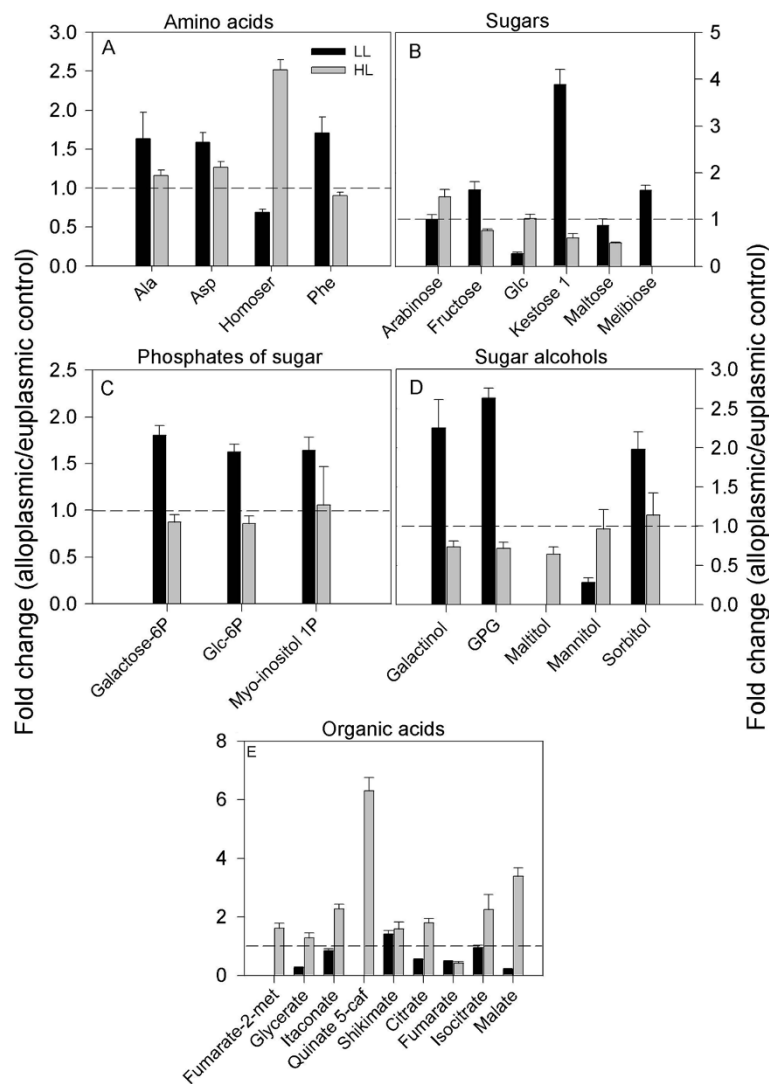 Amino acids
Sugars
A
LL
HL
B
3.0
2.5
2.0
1.5
1.0
0.5
0.0
5
4
3
2
1
0
Ala
Asp
Homoser
Phe
Arabinose
Fructose
Glc
Kestose 1
Maltose
Melibiose
Phosphates of sugar
Sugar alcohols
C
D
2.5
2.0
1.5
1.0
0.5
0.0
3.0
2.5
2.0
1.5
1.0
0.5
0.0
Galactose-6P
Glc-6P
Myo-inositol 1P
Galactinol
GPG
Maltitol
Mannitol
Sorbitol
Fold change (alloplasmic/euplasmic control)
Fold change (alloplasmic/euplasmic control)
Organic acids
E
8
6
4
2
0
Fumarate-2-met
Glycerate
Itaconate
Quinate 5-caf
Shikimate
Citrate
Fumarate
Isocitrate
Malate